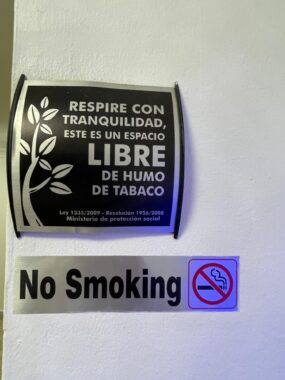 RESPIRE CON
TRANQUILIDAD,
ESTE ES UN ESPACIO
LIBRE
DE HUMO
DE TABACO
Ley 1335/2009 - Resolución 1956/2008
Ministerio de protección social
No Smoking